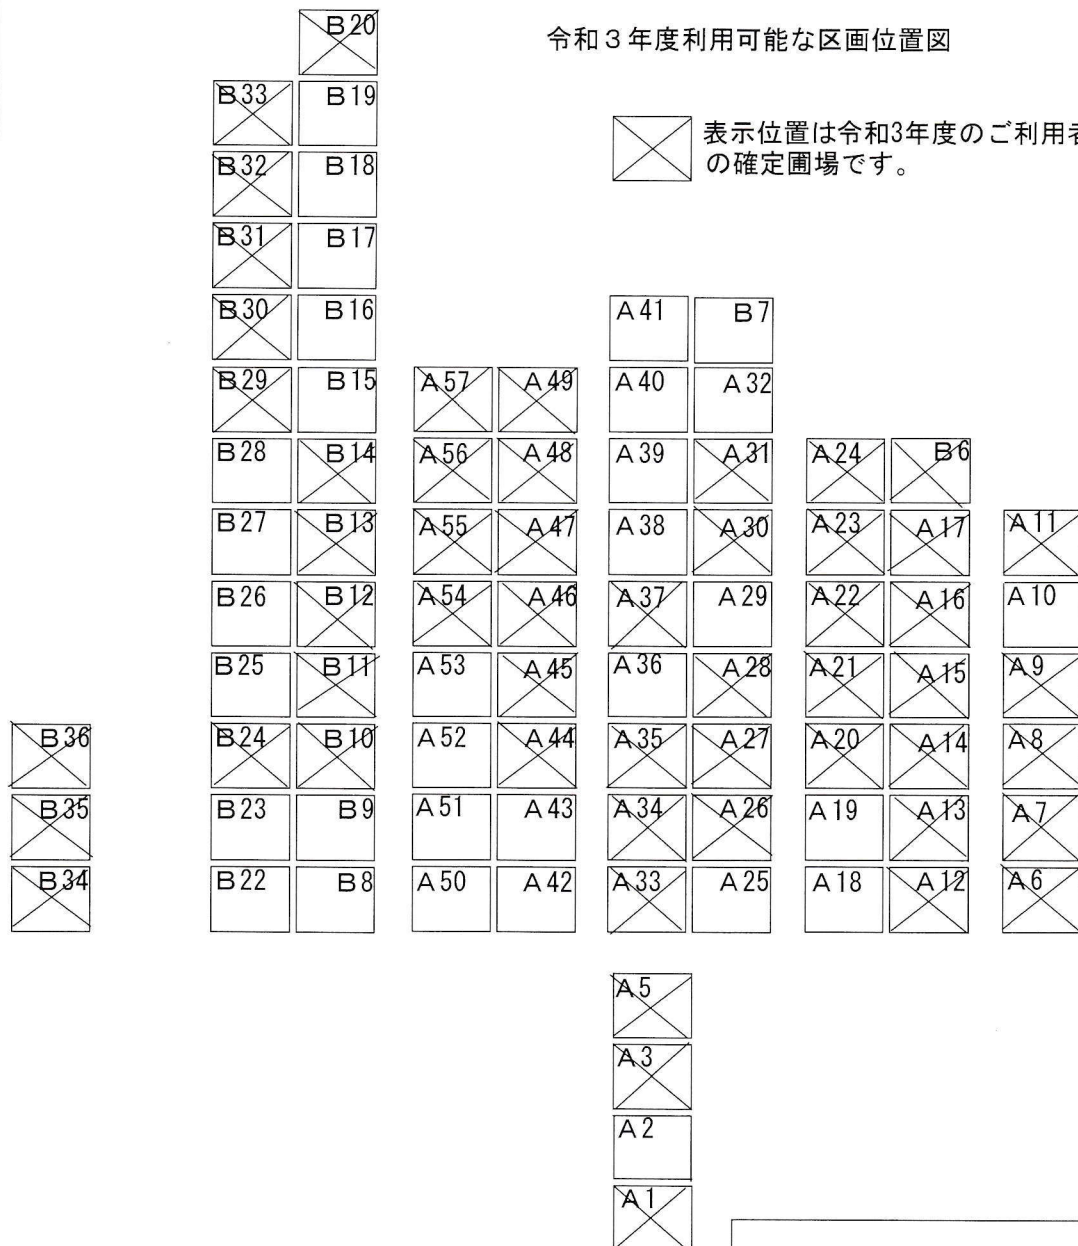 令和３年度利用可能な区画位置図
表示位置は令和3年度のご利用者
の確定圃場です。
B20
B33 B19
B32 B18
B31 B17
B30 B16 A41 B7
B29 B15 A57 A49 A40 A32
B28 B14 A56 A48 A39 A31 A24 B6
B27 B13 A55 A47 A38 A30 A23 A17 A11
B26 B12 A54 A46 A37 A29 A22 A16 A10
B25 B11 A53 A45 A36 A28 A21 A15 A9
B36 B24 B10 A52 A44 A35 A27 A20 A14 A8
B35 B23 B9 A51 A43 A34 A26 A19 A13 A7
B34 B22 B8 A50 A42 A33 A25 A18 A12 A6
A5
A3
A2
A1